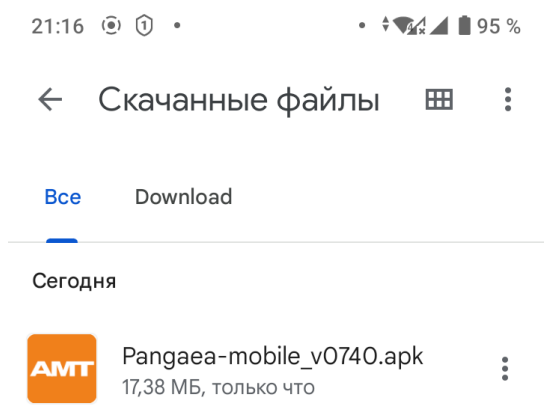 21:16 95 %
Скачанные файлы
Все Download
Сегодня
AMT Pangaea-mobile_v0740.apk
17,38 МБ, только что